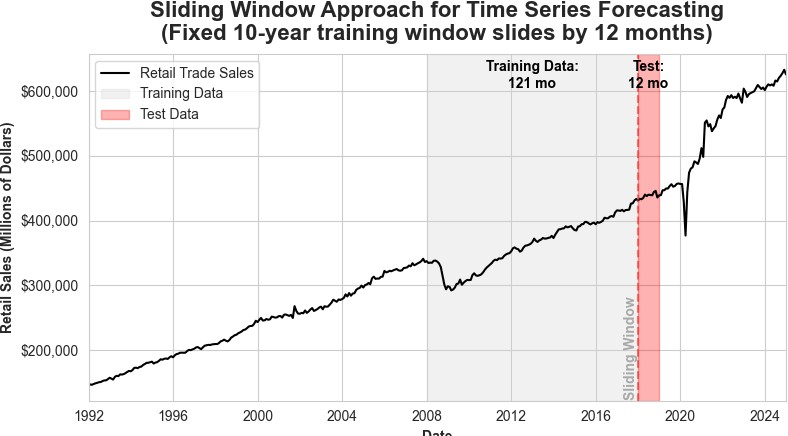 Sliding Window Approach for Time Series Forecasting
(Fixed 10-year training window slides by 12 months)
Retail Trade Sales
Training Data
Test Data
Training Data:
121 mo
Test:
12 mo
Sliding Window
Retail Sales (Millions of Dollars)
$600,000
$500,000
$400,000
$300,000
$200,000
1992 1996 2000 2004 2008 2012 2016 2020 2024
Date